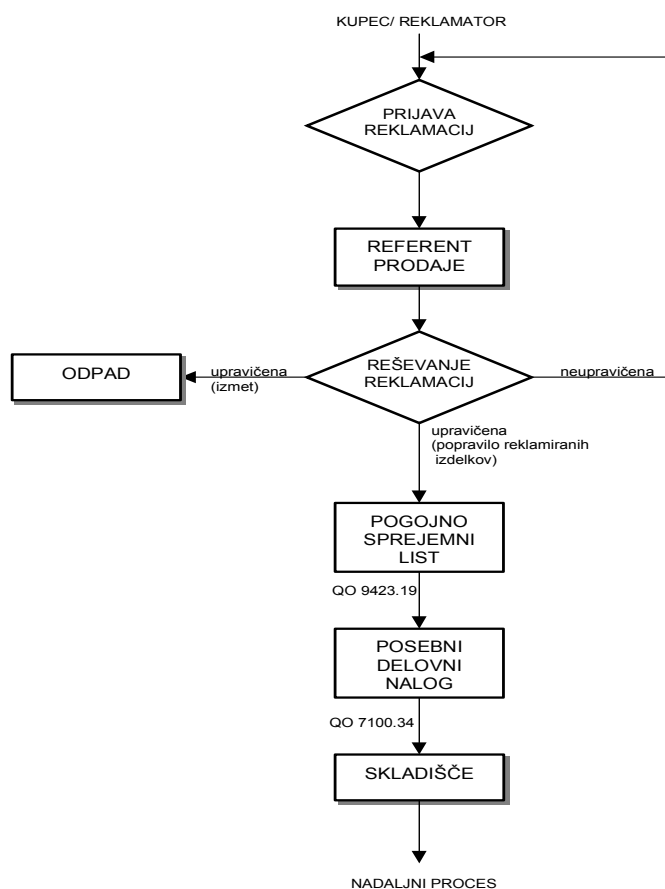 KUPEC/ REKLAMATOR
PRIJAVA
REKLAMACIJ
REFERENT
PRODAJE
ODPAD
upravičena
(izmet)
REŠEVANJE
REKLAMACIJ
neupravičena
upravičena
(popravilo reklamiranih
izdelkov)
POGOJNO
SPREJEMNI
LIST
QO 9423.19
POSEBNI
DELOVNI
NALOG
QO 7100.34
SKLADIŠČE
NADALJNI PROCES